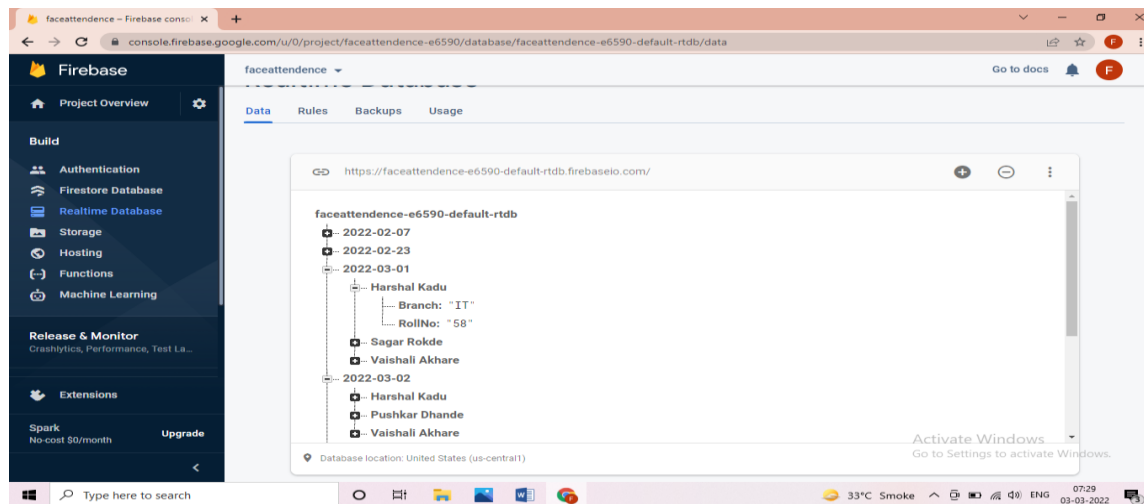 faceattendence – Firebase consol
console.firebase.google.com/u/0/project/faceattendence-e6590/database/faceattendence-e6590-default-rtdb/data
F
Firebase
faceattendence
Go to docs
F
Realtime Database
Project Overview
Data Rules Backups Usage
Build
Authentication
Firestore Database
Realtime Database
Storage
Hosting
Functions
Machine Learning
Release & Monitor
Crashlytics, Performance, Test La...
Extensions
Spark
No-cost $0/month
Upgrade
https://faceattendence-e6590-default-rtdb.firebaseio.com/
faceattendence-e6590-default-rtdb
2022-02-07
2022-02-23
2022-03-01
Harshal Kadu
Branch: "IT"
RollNo: "58"
Sagar Rokde
Vaishali Akhare
2022-03-02
Harshal Kadu
Pushkar Dhande
Vaishali Akhare
Database location: United States (us-central1)
Activate Windows
Go to Settings to activate Windows.
Type here to search
33°C Smoke
ENG
07:29
03-03-2022